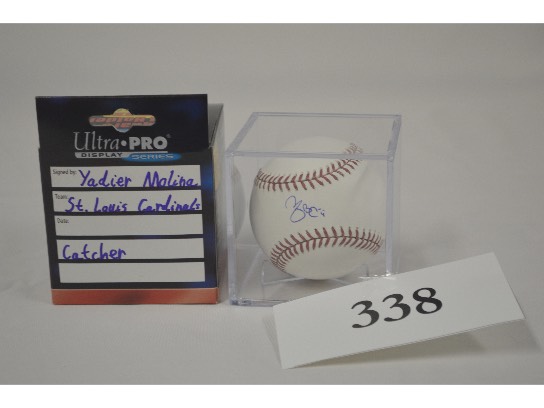 Ultra•PRO®
DISPLAY SERIES
Signed by: Yadier Molina
Team: St. Louis Cardinals
Date:
Catcher
338